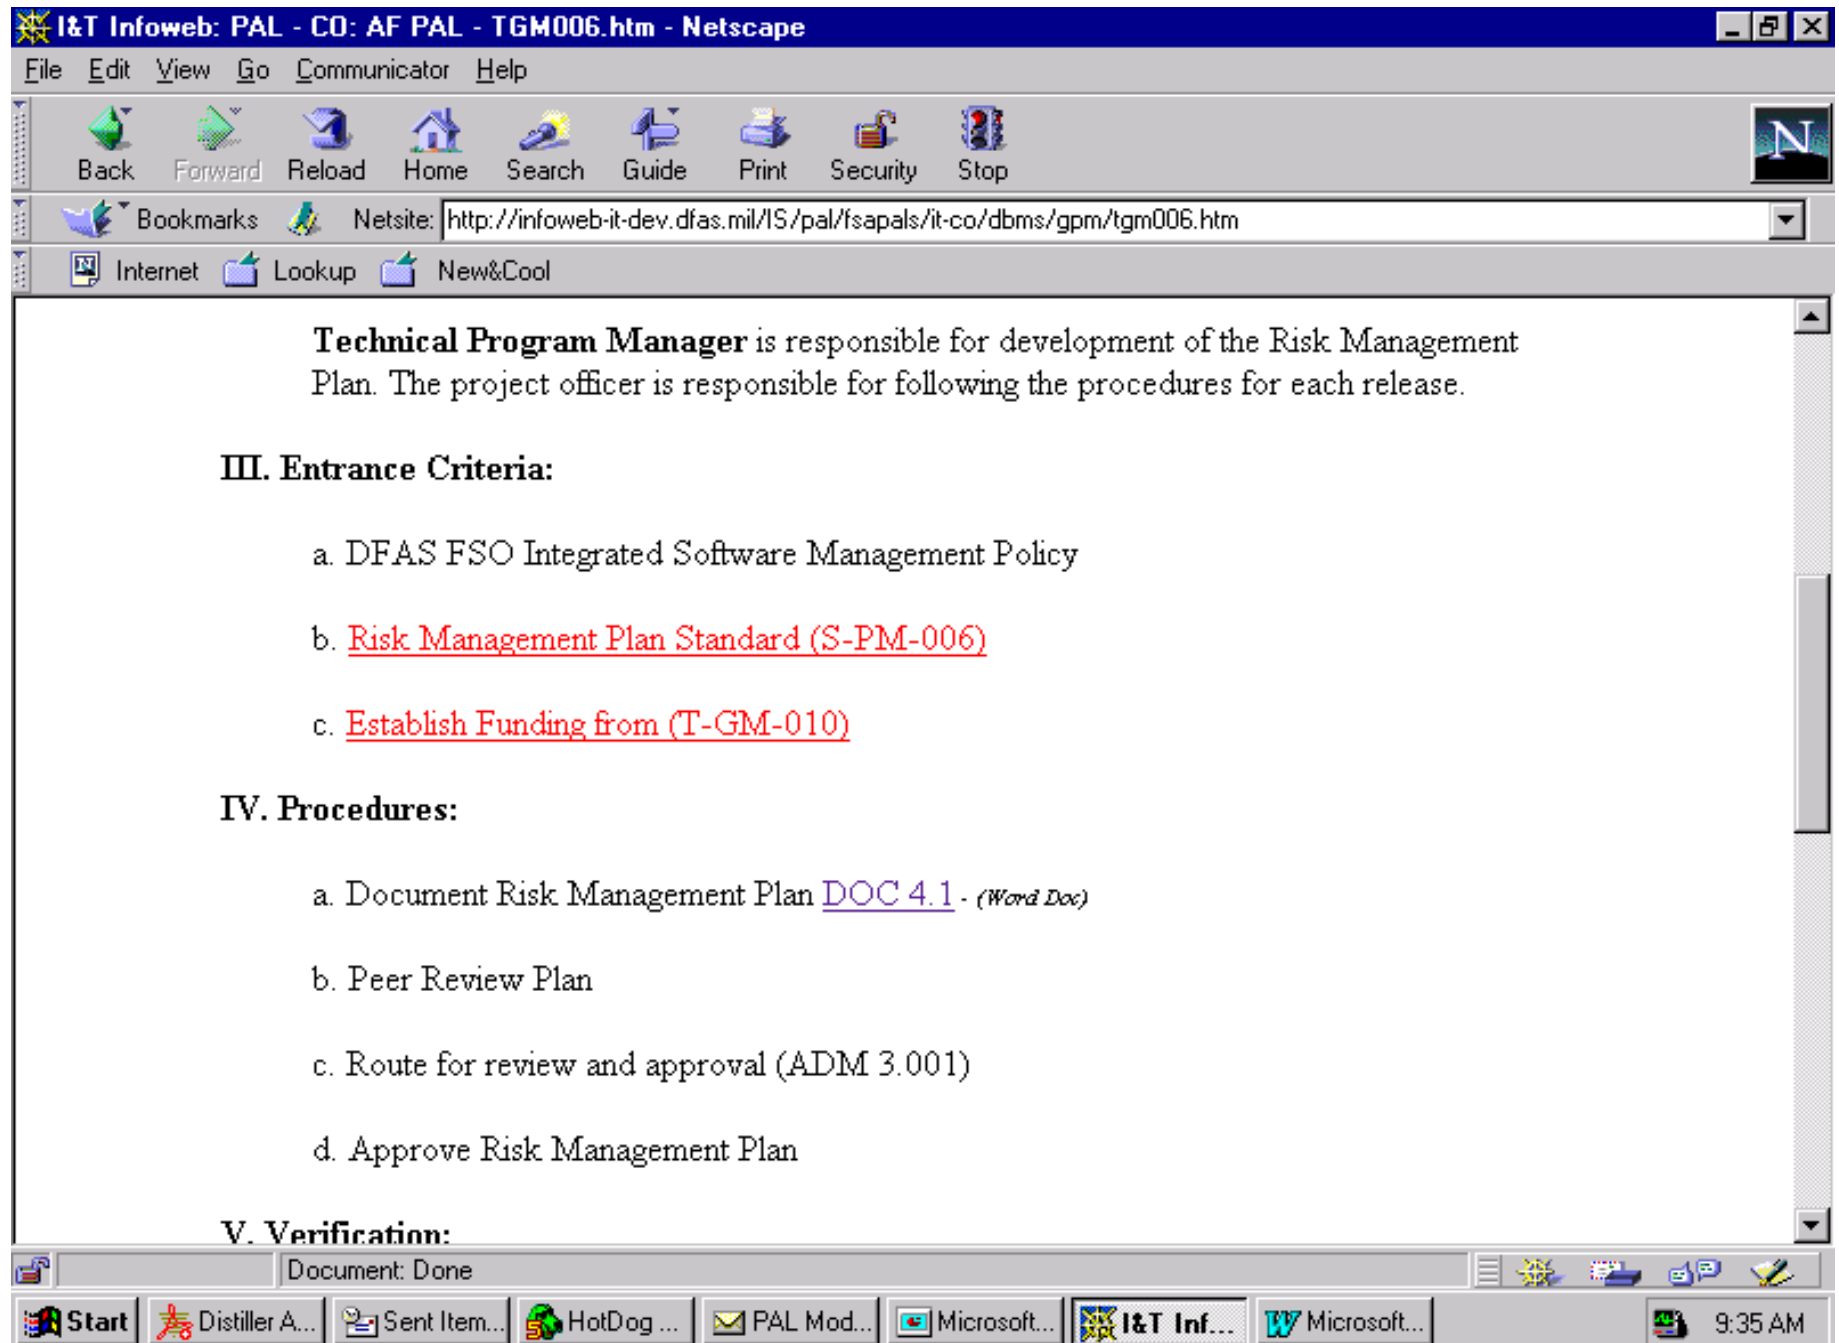 I&T Infoweb: PAL - CO: AF PAL - TGM006.htm - Netscape
File Edit View Go Communicator Help
Back Forward Reload Home Search Guide Print Security Stop
N
Bookmarks Netsite: http://infoweb-it-dev.dfas.mil/IS/pal/fsapals/it-co/dbms/gpm/tgm006.htm
Internet Lookup New&Cool
Technical Program Manager is responsible for development of the Risk Management
Plan. The project officer is responsible for following the procedures for each release.
III. Entrance Criteria:
a. DFAS FSO Integrated Software Management Policy
b. Risk Management Plan Standard (S-PM-006)
c. Establish Funding from (T-GM-010)
IV. Procedures:
a. Document Risk Management Plan DOC 4.1 - (Word Doc)
b. Peer Review Plan
c. Route for review and approval (ADM 3.001)
d. Approve Risk Management Plan
V. Verification:
Document: Done
Start Distiller A... Sent Item... HotDog ... PAL Mod... Microsoft... I&T Inf... Microsoft... 9:35 AM